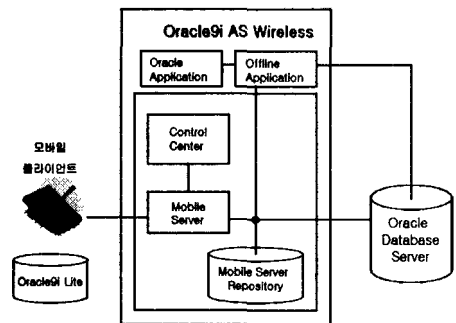 Oracle9i AS Wireless
Oracle
Application
Offline
Application
Control
Center
모바일
클라이언트
Mobile
Server
Oracle
Database
Server
Mobile Server
Repository
Oracle9i Lite